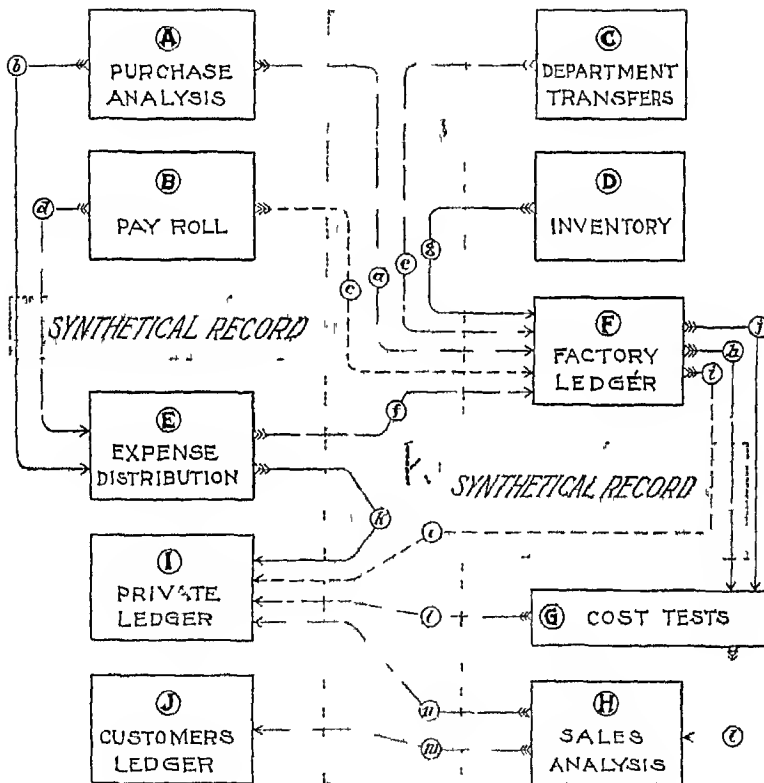 A
PURCHASE
ANALYSIS
b
C
DEPARTMENT
TRANSFERS
B
PAY ROLL
d
D
INVENTORY
g
e
a
c
SYNTHETICAL RECORD
F
FACTORY
LEDGER
j
h
E
EXPENSE
DISTRIBUTION
f
k
SYNTHETICAL RECORD
I
PRIVATE
LEDGER
G COST TESTS
J
CUSTOMERS
LEDGER
n
m
H
SALES
ANALYSIS